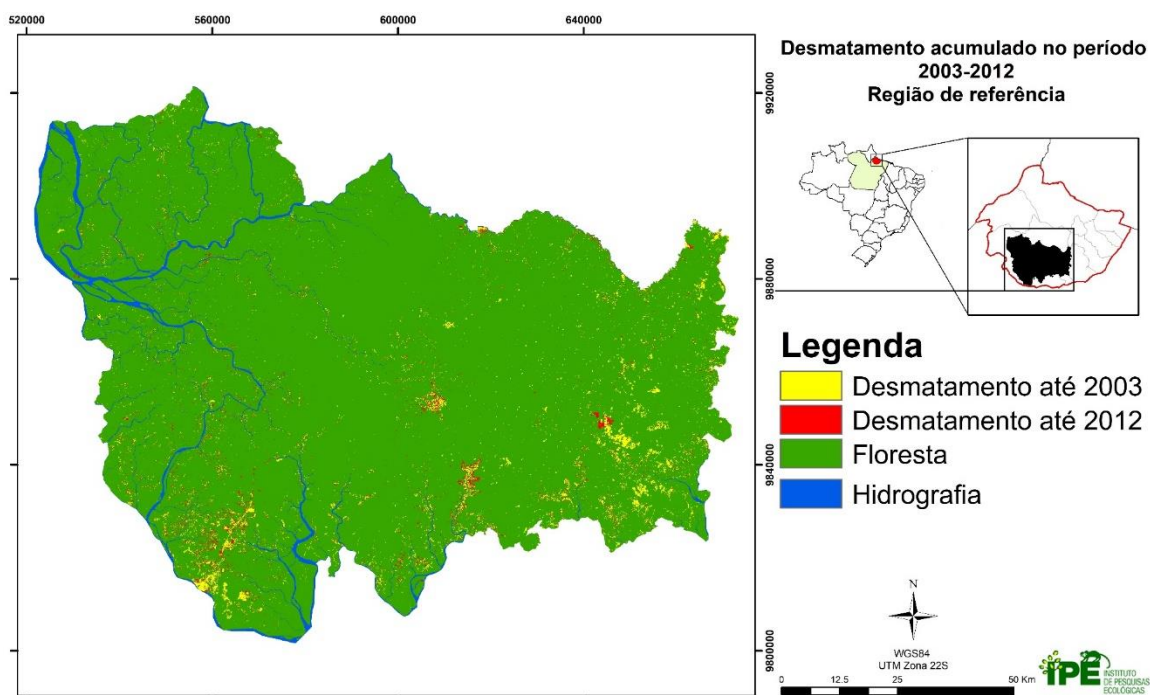 520000 560000 600000 640000
9920000
9880000
9840000
9800000
Desmatamento acumulado no período
2003-2012
Região de referência
Legenda
Desmatamento até 2003
Desmatamento até 2012
Floresta
Hidrografia
N
WGS84
UTM Zona 22S
0 12.5 25 50 Km
IPÊ INSTITUTO
DE PESQUISAS
ECOLÓGICAS